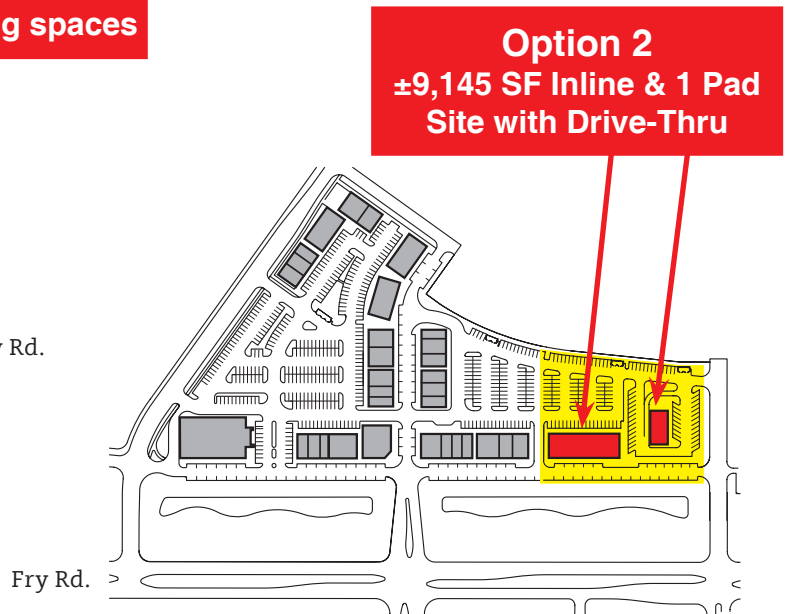 g spaces
Option 2
±9,145 SF Inline & 1 Pad
Site with Drive-Thru
Rd.
Fry Rd.